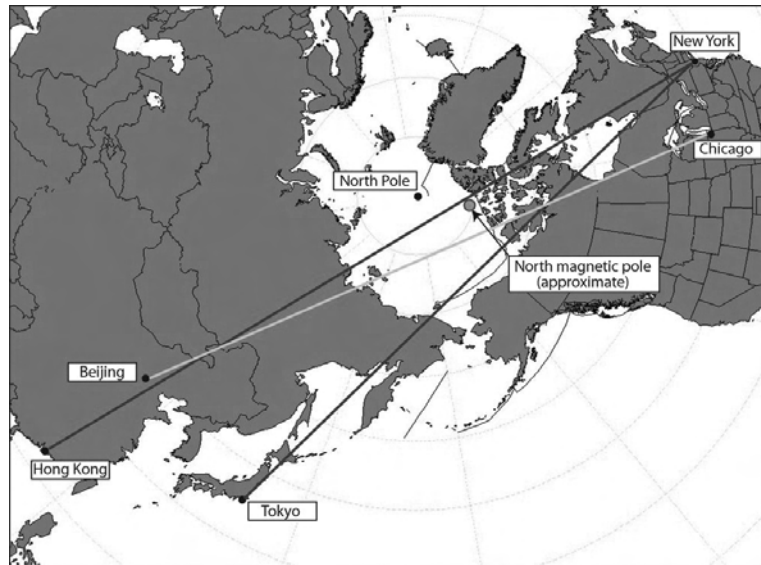 New York
Chicago
North Pole
North magnetic pole
(approximate)
Beijing
Hong Kong
Tokyo